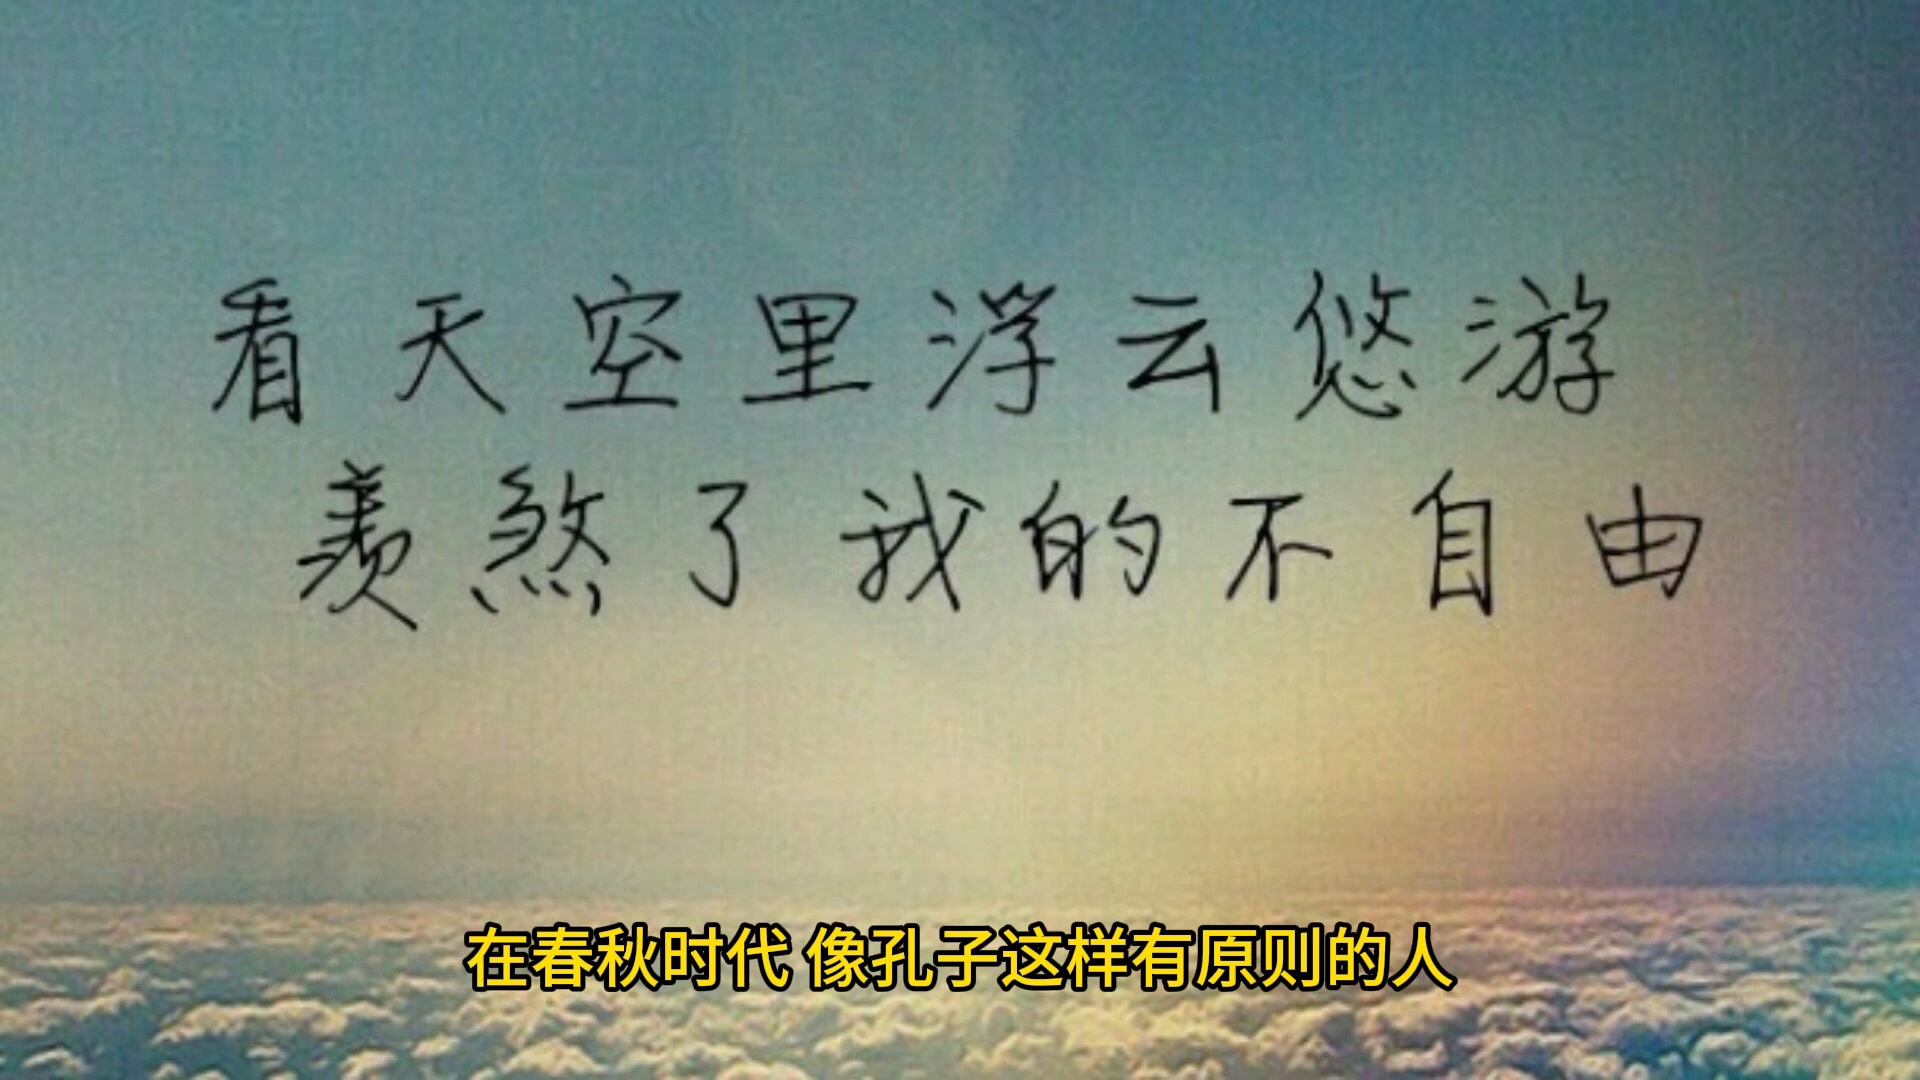 看天空里浮云悠游
羡煞了我的不自由
在春秋时代 像孔子这样有原则的人